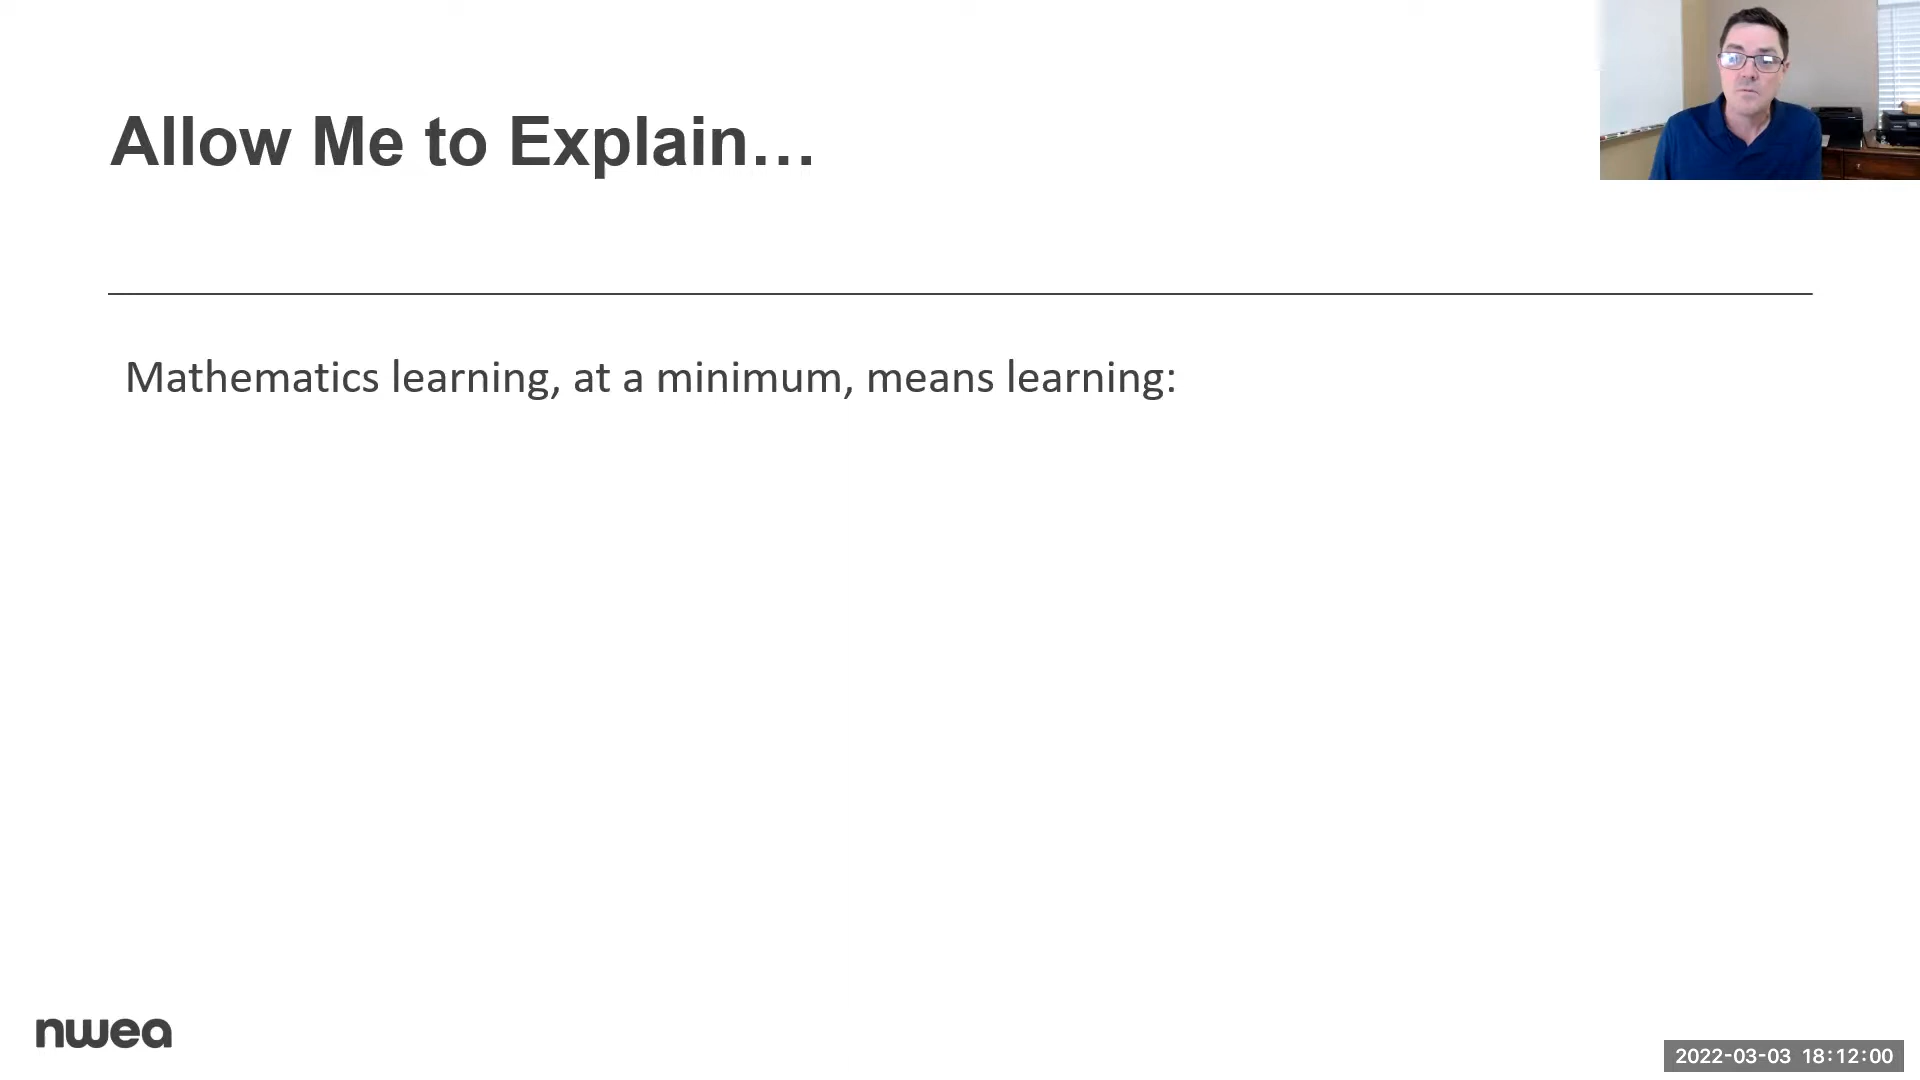 Allow Me to Explain…
Mathematics learning, at a minimum, means learning:
nwea
2022-03-03 18:12:00